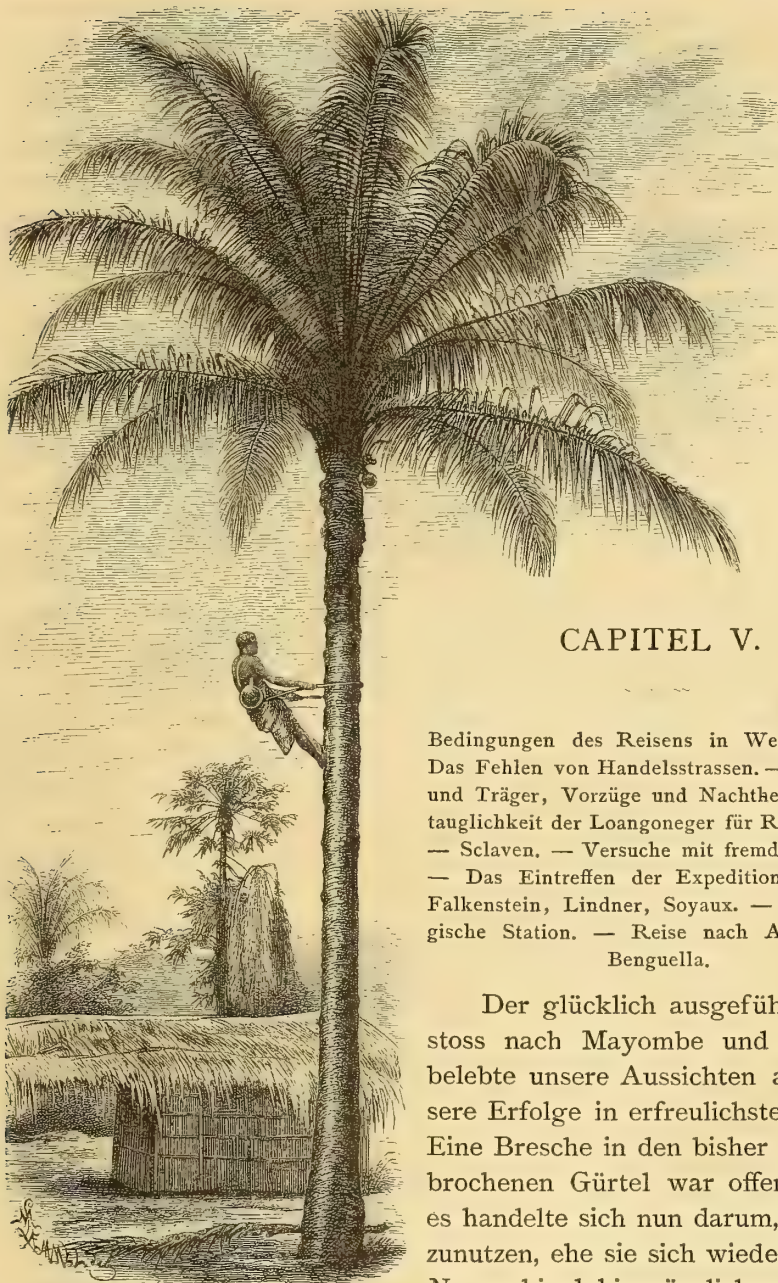 CAPITEL V.
Bedingungen des Reisens in We
Das Fehlen von Handelsstrassen. —
und Träger, Vorzüge und Nachthe
tauglichkeit der Loangoneger für R
— Sclaven. — Versuche mit fremd
— Das Eintreffen der Expedition
Falkenstein, Lindner, Soyaux. —
gische Station. — Reise nach A
Benguella.
Der glücklich ausgefüh
stoss nach Mayombe und
belebte unsere Aussichten a
sere Erfolge in erfreulichste
Eine Bresche in den bisher
brochenen Gürtel war offer
es handelte sich nun darum,
zunutzen, ehe sie sich wiede